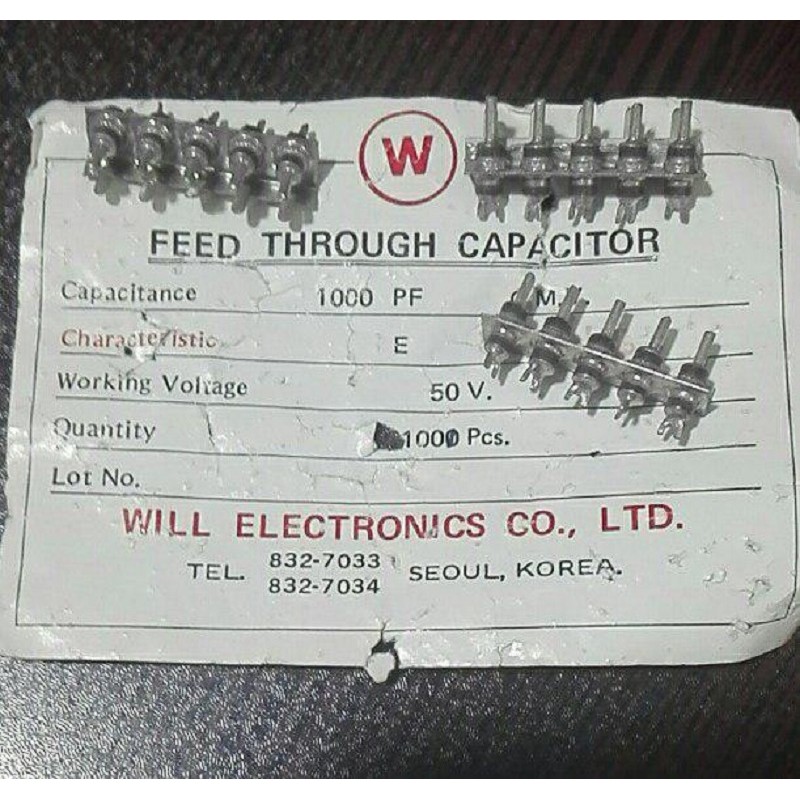 W
FEED THROUGH CAPACITOR
Capacitance 1000 PF
Characteristic E
Working Voltage 50 V.
Quantity 1000 Pcs.
Lot No.
WILL ELECTRONICS CO., LTD.
TEL. 832-7033
832-7034 SEOUL, KOREA.